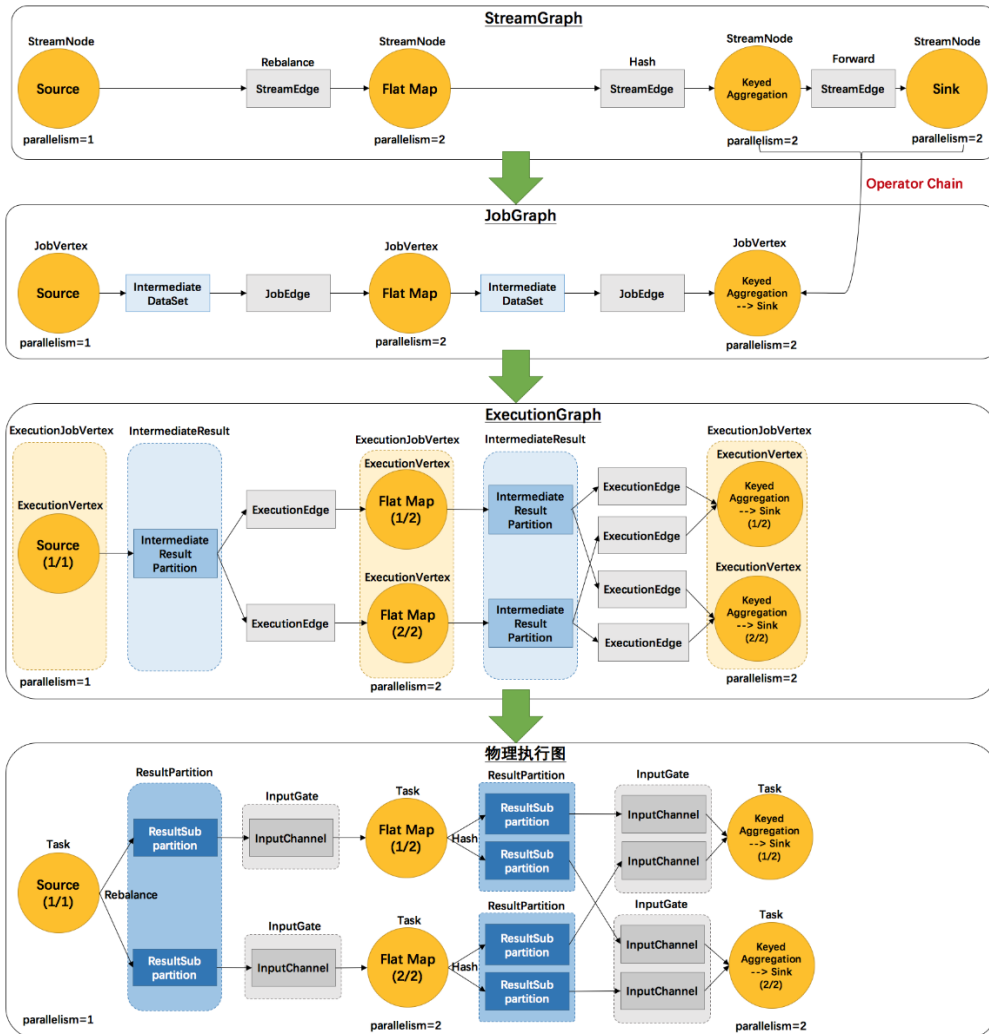 StreamGraph
StreamNode
StreamNode
StreamNode
StreamNode
Rebalance
Hash
Forward
Source
StreamEdge
Flat Map
StreamEdge
Keyed
Aggregation
StreamEdge
Sink
parallelism=1
parallelism=2
parallelism=2
parallelism=2
Operator Chain
JobGraph
JobVertex
JobVertex
JobVertex
Source
Intermediate
DataSet
JobEdge
Flat Map
Intermediate
DataSet
JobEdge
Keyed
Aggregation
--> Sink
parallelism=1
parallelism=2
parallelism=2
ExecutionGraph
ExecutionJobVertex
IntermediateResult
ExecutionJobVertex
IntermediateResult
ExecutionJobVertex
ExecutionVertex
Source
(1/1)
Intermediate
Result
Partition
ExecutionEdge
ExecutionEdge
ExecutionVertex
Flat Map
(1/2)
ExecutionVertex
Flat Map
(2/2)
Intermediate
Result
Partition
Intermediate
Result
Partition
ExecutionEdge
ExecutionEdge
ExecutionEdge
ExecutionEdge
ExecutionVertex
Keyed
Aggregation
--> Sink
(1/2)
ExecutionVertex
Keyed
Aggregation
--> Sink
(2/2)
parallelism=1
parallelism=2
parallelism=2
物理执行图
Task
Source
(1/1)
Rebalance
ResultPartition
ResultSub
partition
ResultSub
partition
InputGate
InputChannel
InputGate
InputChannel
Task
Flat Map
(1/2)
Hash
Task
Flat Map
(2/2)
Hash
ResultPartition
ResultSub
partition
ResultSub
partition
ResultPartition
ResultSub
partition
ResultSub
partition
InputGate
InputChannel
InputChannel
InputGate
InputChannel
InputChannel
Task
Keyed
Aggregation
--> Sink
(1/2)
Task
Keyed
Aggregation
--> Sink
(2/2)
parallelism=1
parallelism=2
parallelism=2